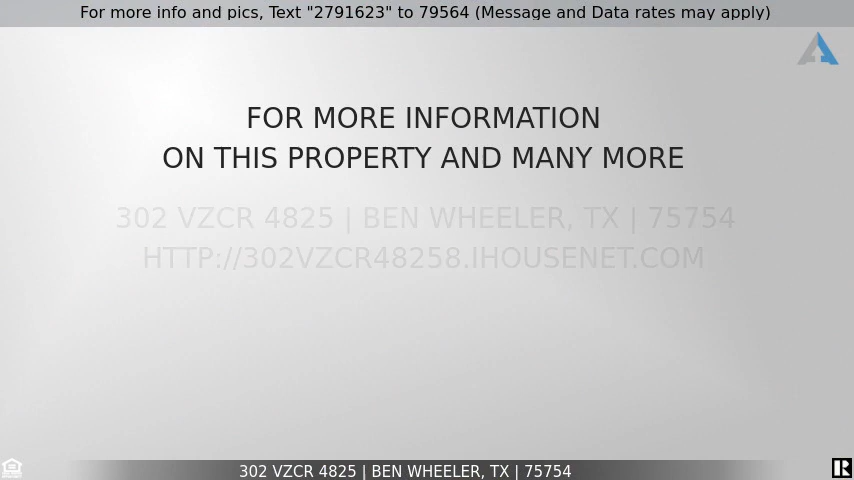 For more info and pics, Text "2791623" to 79564 (Message and Data rates may apply)
FOR MORE INFORMATION
ON THIS PROPERTY AND MANY MORE
302 VZCR 4825 | BEN WHEELER, TX | 75754
HTTP://302VZCR48258.IHOUSENET.COM
302 VZCR 4825 | BEN WHEELER, TX | 75754